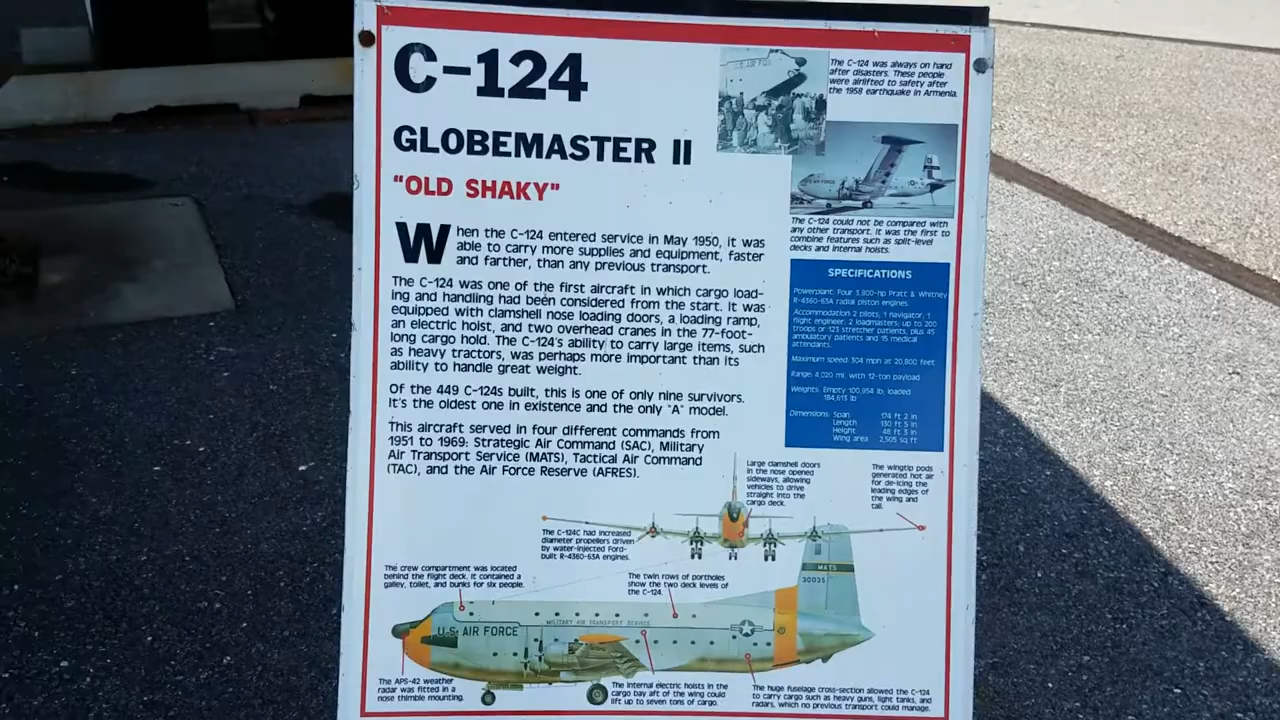 C-124
GLOBEMASTER II
"OLD SHAKY"
When the C-124 entered service in May 1950, it was
able to carry more supplies and equipment, faster
and farther, than any previous transport.
The C-124 was one of the first aircraft in which cargo load-
ing and handling had been considered from the start. It was
equipped with clamshell nose loading doors, a loading ramp,
an electric hoist, and two overhead cranes in the 77-foot-
long cargo hold. The C-124's ability to carry large items, such
as heavy tractors, was perhaps more important than its
ability to handle great weight.
Of the 449 C-124s built, this is one of only nine survivors.
It's the oldest one in existence and the only "A" model.
This aircraft served in four different commands from
1951 to 1969: Strategic Air Command (SAC), Military
Air Transport Service (MATS), Tactical Air Command
(TAC), and the Air Force Reserve (AFRES).
The C-124 was always on hand
after disasters. These people
were airlifted to safety after
the 1958 earthquake in Armenia.
The C-124 could not be compared with
any other transport. It was the first to
combine features such as split-level
decks and internal hoists.
SPECIFICATIONS
Powerplant: Four 3,800-hp Pratt & Whitney
R-4360-63A radial piston engines.
Accommodation: 2 pilots; 1 navigator; 1
flight engineer; 2 loadmasters; up to 200
troops or 123 stretcher patients, plus 45
ambulatory patients and 15 medical
attendants.
Maximum speed: 304 mph at 20,800 feet
Range: 4,020 mi. with 12-ton payload
Weights: Empty 100,954 lb; loaded
184,613 lb
Dimensions: Span 174 ft 2 in
Length 130 ft 5 in
Height 48 ft 3 in
Wing area 2,505 sq ft
Large clamshell doors
in the nose opened
sideways, allowing
vehicles to drive
straight into the
cargo deck.
The wingtip pods
generated hot air
for de-icing the
leading edges of
the wing and
tail.
The C-124C had increased
diameter propellers driven
by water-injected Ford-
built R-4360-63A engines.
The crew compartment was located
behind the flight deck. It contained a
galley, toilet, and bunks for six people.
The twin rows of portholes
show the two deck levels of
the C-124.
MATS
30035
MILITARY AIR TRANSPORT SERVICE
U.S. AIR FORCE
The APS-42 weather
radar was fitted in a
nose thimble mounting.
The internal electric hoists in the
cargo bay aft of the wing could
lift up to seven tons of cargo.
The huge fuselage cross-section allowed the C-124
to carry cargo such as heavy guns, light tanks, and
radars, which no previous transport could manage.